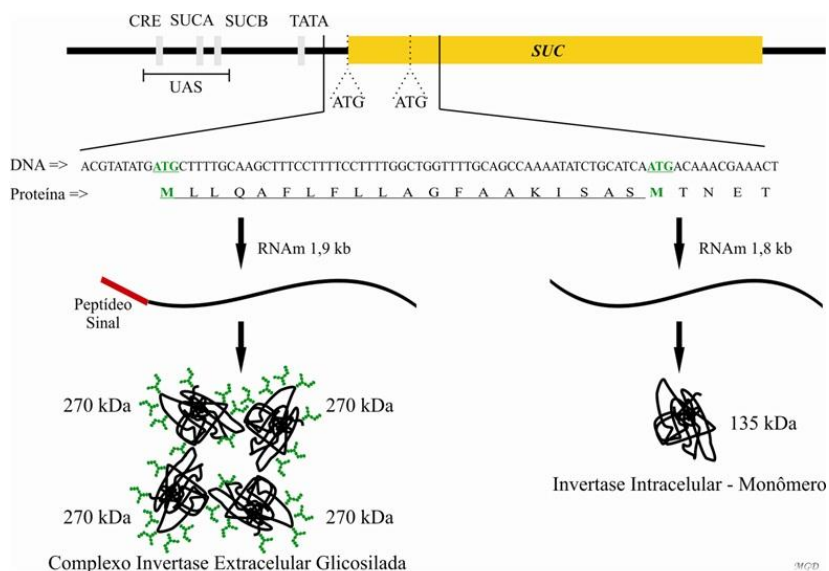 CRE SUCA SUCB TATA
SUC
UAS
ATG ATG
DNA => ACGTATATGATGCTTTTGCAAGCTTTCCTTTTCCTTTTGGCTGGTTTTGCAGCCAAAATATCTGCATCAATGACAAACGAAACT
Proteína => M L L Q A F L F L L A G F A A K I S A S M T N E T
RNAm 1,9 kb RNAm 1,8 kb
Peptídeo
Sinal
270 kDa 270 kDa
135 kDa
Invertase Intracelular - Monômero
270 kDa 270 kDa
Complexo Invertase Extracelular Glicosilada
MGD